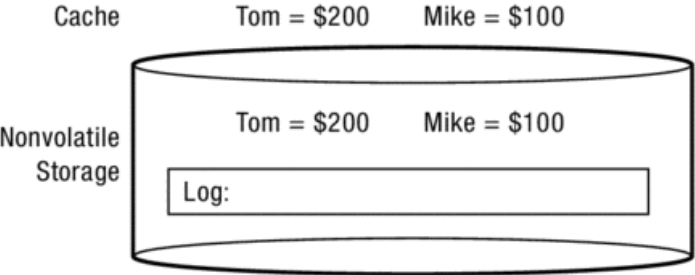 Cache Tom = $200 Mike = $100
Tom = $200 Mike = $100
Nonvolatile
Storage
Log: